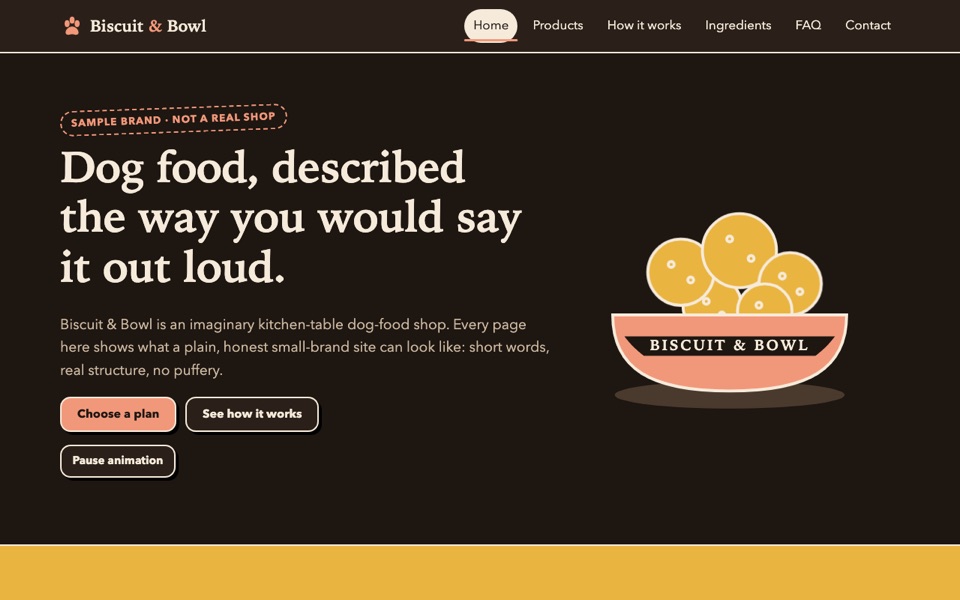 Biscuit & Bowl
Home
Products
How it works
Ingredients
FAQ
Contact
SAMPLE BRAND · NOT A REAL SHOP
Dog food, described
the way you would say
it out loud.
Biscuit & Bowl is an imaginary kitchen-table dog-food shop. Every page
here shows what a plain, honest small-brand site can look like: short words,
real structure, no puffery.
Choose a plan
See how it works
Pause animation
BISCUIT & BOWL